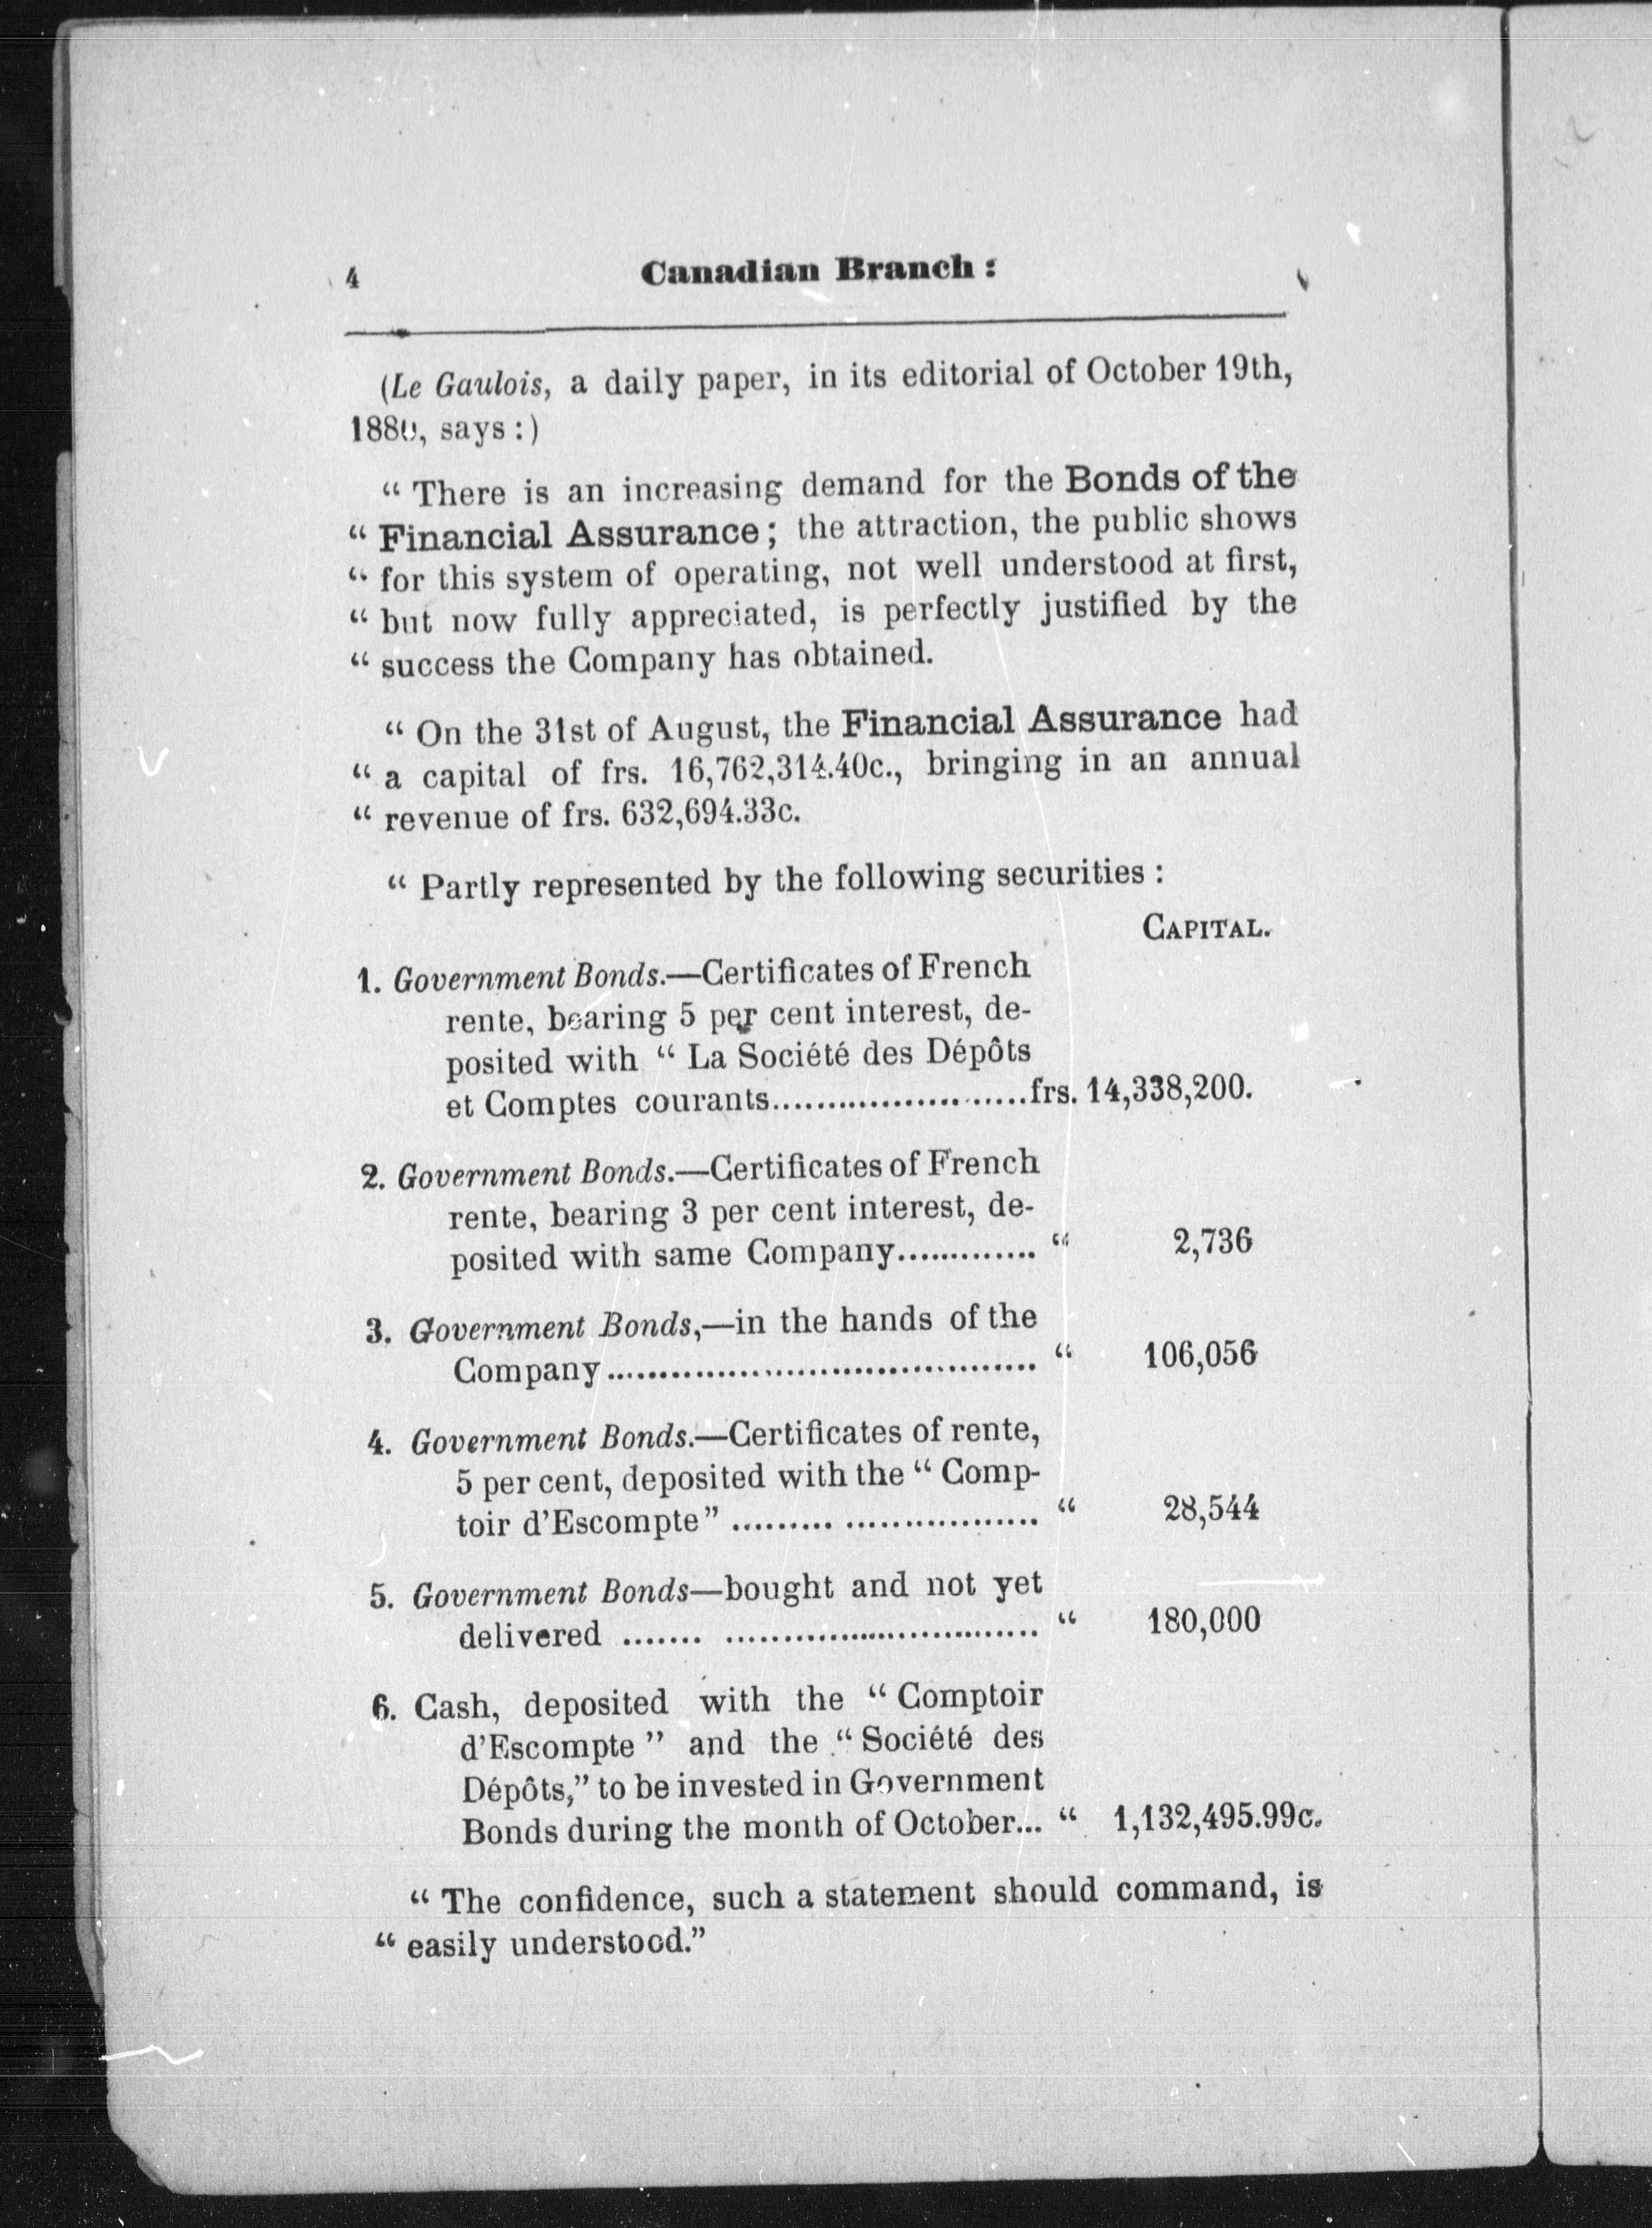 4 Canadian Branch :
(Le Gaulois, a daily paper, in its editorial of October 19th,
1880, says :)
“ There is an increasing demand for the Bonds of the
“ Financial Assurance ; the attraction, the public shows
“ for this system of operating, not well understood at first,
“ but now fully appreciated, is perfectly justified by the
“ success the Company has obtained.
“ On the 31st of August, the Financial Assurance had
“ a capital of frs. 16,762,314.40c., bringing in an annual
“ revenue of frs. 632,694.33c.
“ Partly represented by the following securities :
CAPITAL.
1. Government Bonds.—Certificates of French
rente, bearing 5 per cent interest, de-
posited with “ La Société des Dépôts
et Comptes courants........................frs. 14,338,200.
2. Government Bonds.—Certificates of French
rente, bearing 3 per cent interest, de-
posited with same Company............. “ 2,736
3. Government Bonds,—in the hands of the
Company........................................ “ 106,056
4. Government Bonds.—Certificates of rente,
5 per cent, deposited with the “ Comp-
toir d’Escompte” ......... ................. “ 28,544
5. Government Bonds—bought and not yet
delivered ....... ............................. “ 180,000
6. Cash, deposited with the “ Comptoir
d’Escompte ” and the “ Société des
Dépôts,” to be invested in Government
Bonds during the month of October... “ 1,132,495.99c.
“ The confidence, such a statement should command, is
“ easily understood.”